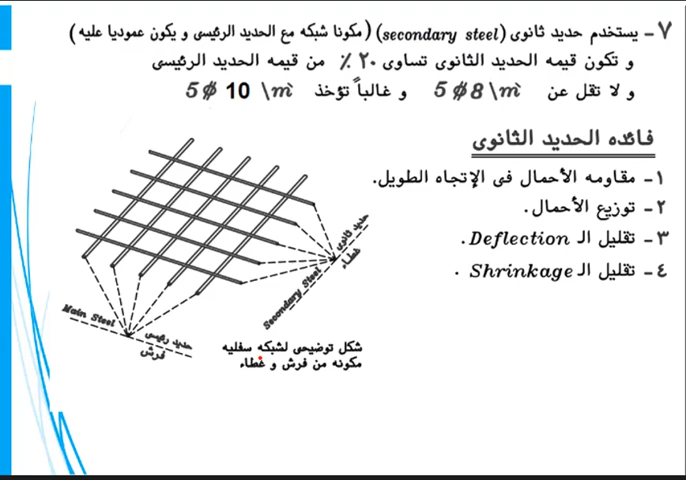 ٧ - يستخدم حديد ثانوى (secondary steel) (مكونا شبكه مع الحديد الرئيسى و يكون عموديا عليه)
و تكون قيمه الحديد الثانوى تساوى ٢٠ ٪ من قيمه الحديد الرئيسى
و لا تقل عن 5 ϕ 8 \ m̀ و غالباً تؤخذ 5 ϕ 10 \ m̀
فائده الحديد الثانوى
١ - مقاومه الأحمال فى الإتجاه الطويل.
٢ - توزيع الأحمال.
٣ - تقليل الـ Deflection.
٤ - تقليل الـ Shrinkage.
حديد ثانوى
غطاء
Secondary Steel
Main Steel
حديد رئيسى
فرش
شكل توضيحى لشبكه سفليه
مكونه من فرش و غطاء